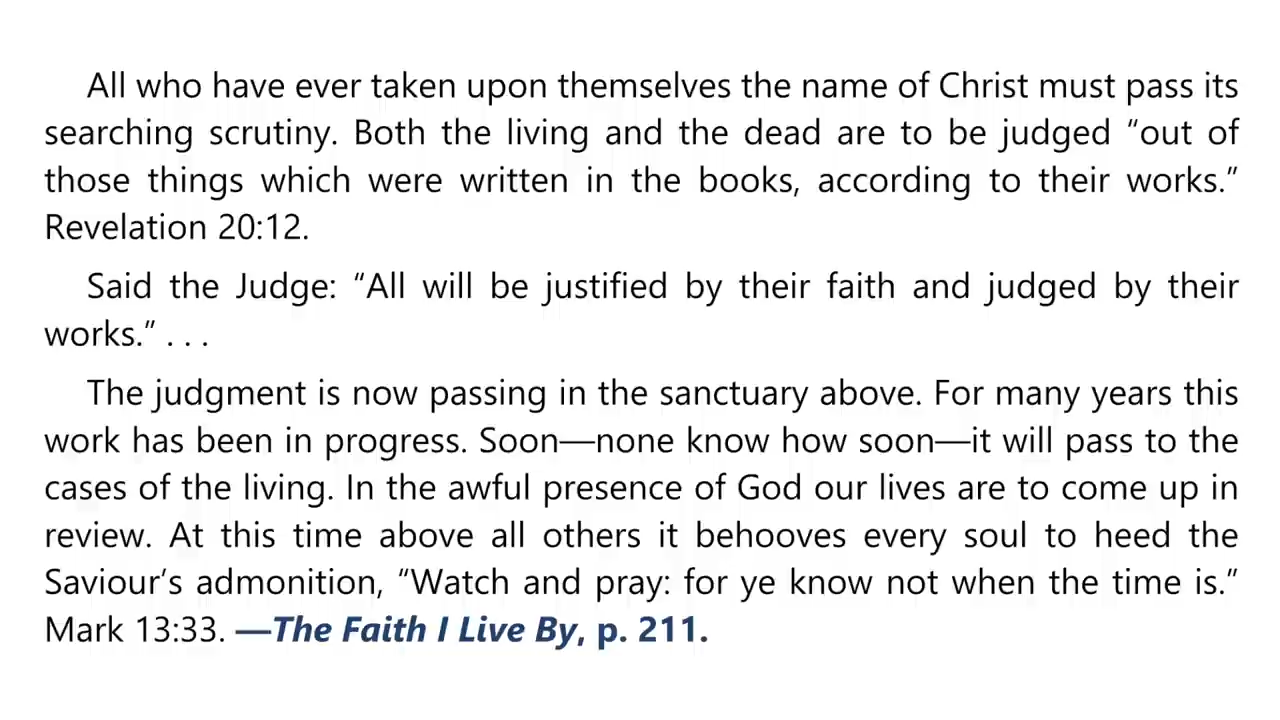 All who have ever taken upon themselves the name of Christ must pass its
searching scrutiny. Both the living and the dead are to be judged “out of
those things which were written in the books, according to their works.”
Revelation 20:12.
Said the Judge: “All will be justified by their faith and judged by their
works.” . . .
The judgment is now passing in the sanctuary above. For many years this
work has been in progress. Soon—none know how soon—it will pass to the
cases of the living. In the awful presence of God our lives are to come up in
review. At this time above all others it behooves every soul to heed the
Saviour’s admonition, “Watch and pray: for ye know not when the time is.”
Mark 13:33. —The Faith I Live By, p. 211.